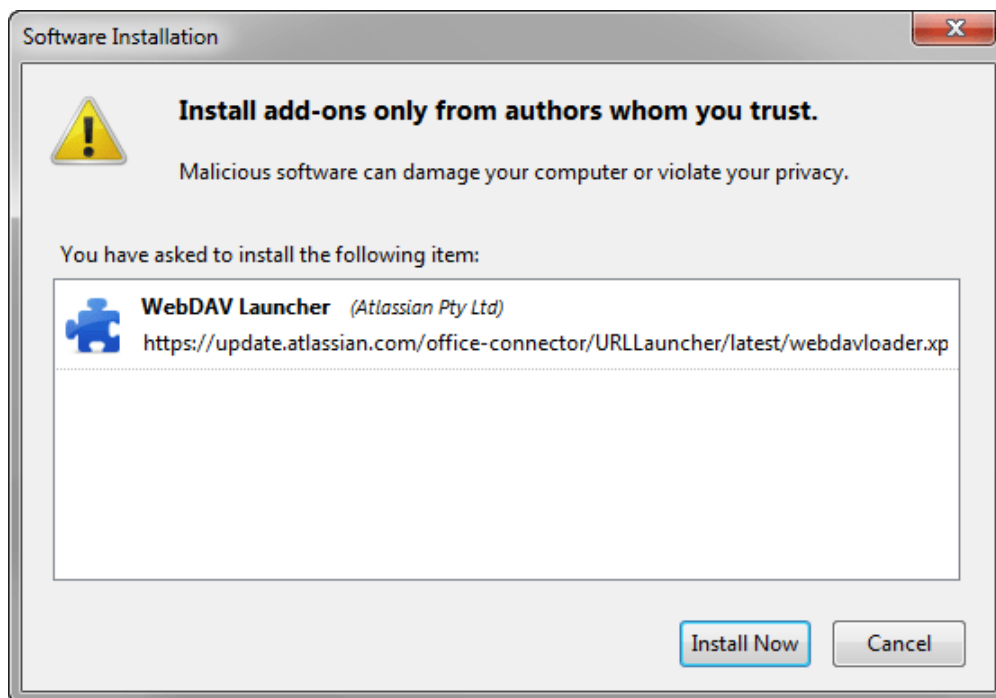 Software Installation
Install add-ons only from authors whom you trust.
Malicious software can damage your computer or violate your privacy.
You have asked to install the following item:
WebDAV Launcher (Atlassian Pty Ltd)
https://update.atlassian.com/office-connector/URLLauncher/latest/webdavloader.xp
Install Now Cancel